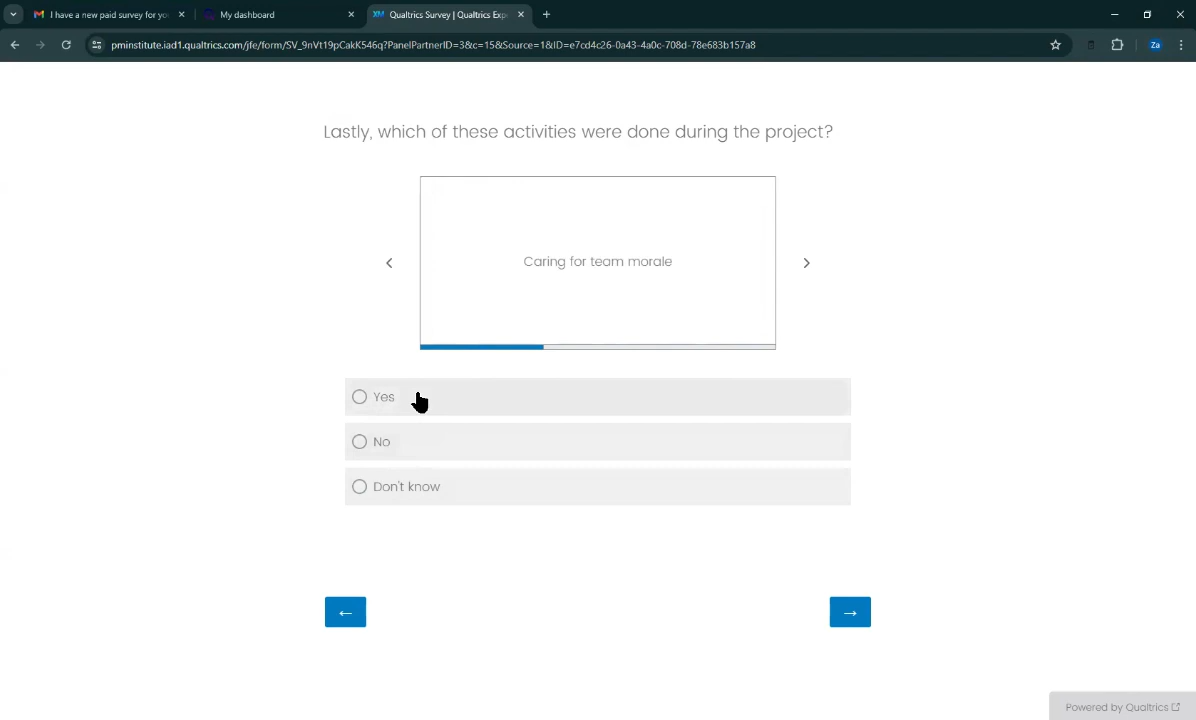 I have a new paid survey for yo
My dashboard
Qualtrics Survey | Qualtrics Exp
pminstitute.iad1.qualtrics.com/jfe/form/SV_9nVt19pCakK546q?PanelPartnerID=3&c=15&Source=1&ID=e7cd4c26-0a43-4a0c-708d-78e683b157a8
Za
Lastly, which of these activities were done during the project?
Caring for team morale
Yes
No
Don't know
Powered by Qualtrics